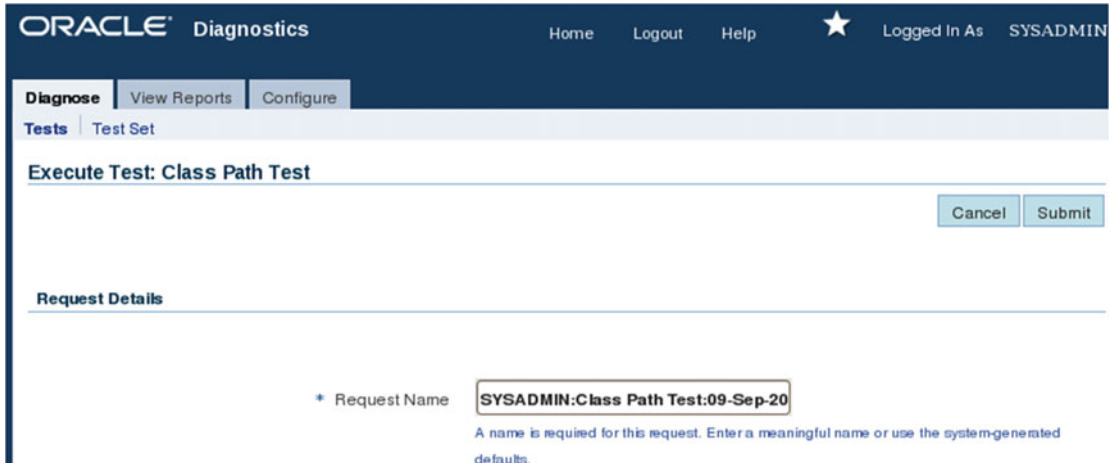 ORACLE Diagnostics
Home Logout Help Logged In As SYSADMIN
Diagnose View Reports Configure
Tests Test Set
Execute Test: Class Path Test
Cancel Submit
Request Details
* Request Name SYSADMIN:Class Path Test:09-Sep-20
A name is required for this request. Enter a meaningful name or use the system-generated
defaults.